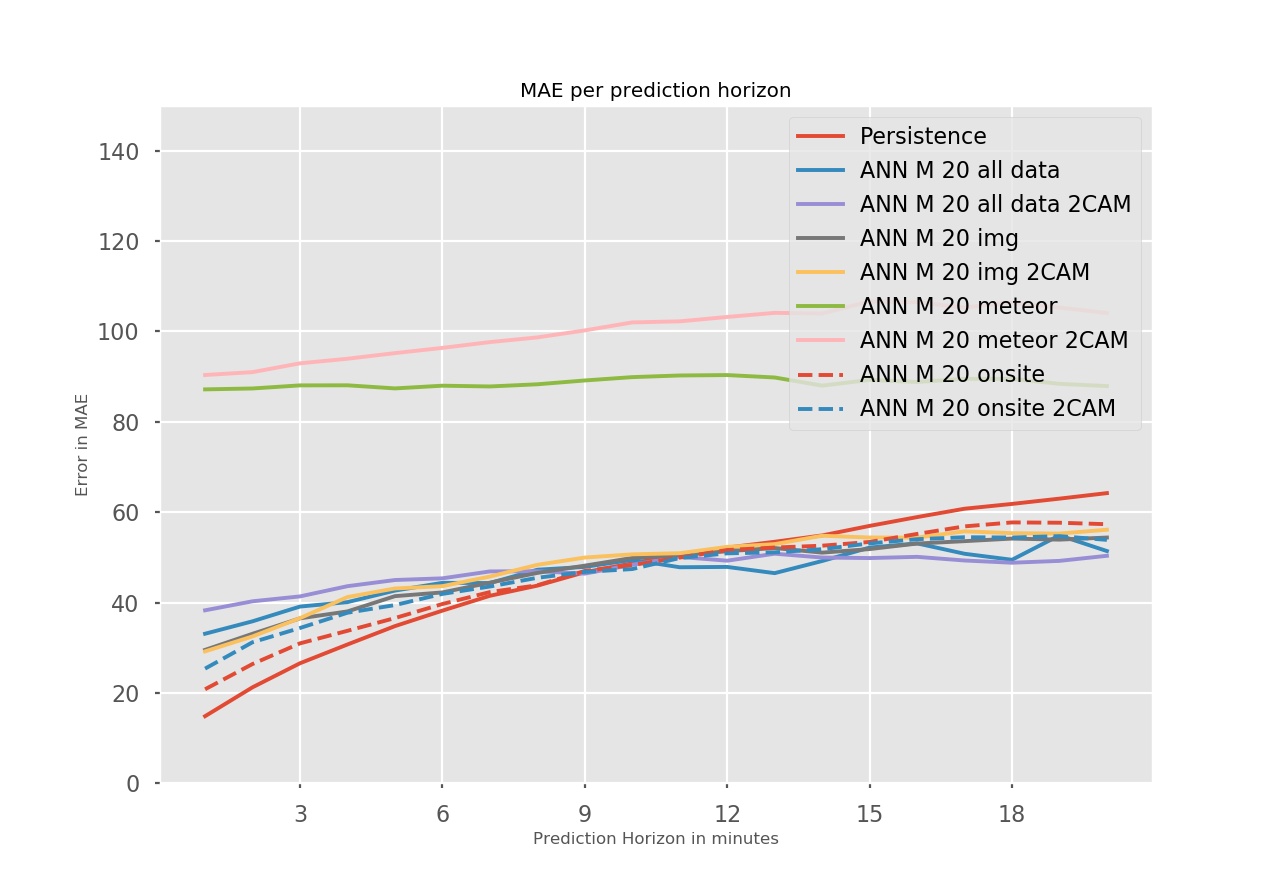 MAE per prediction horizon
Persistence
ANN M 20 all data
ANN M 20 all data 2CAM
ANN M 20 img
ANN M 20 img 2CAM
ANN M 20 meteor
ANN M 20 meteor 2CAM
ANN M 20 onsite
ANN M 20 onsite 2CAM
140
120
100
80
60
40
20
0
Error in MAE
3 6 9 12 15 18
Prediction Horizon in minutes